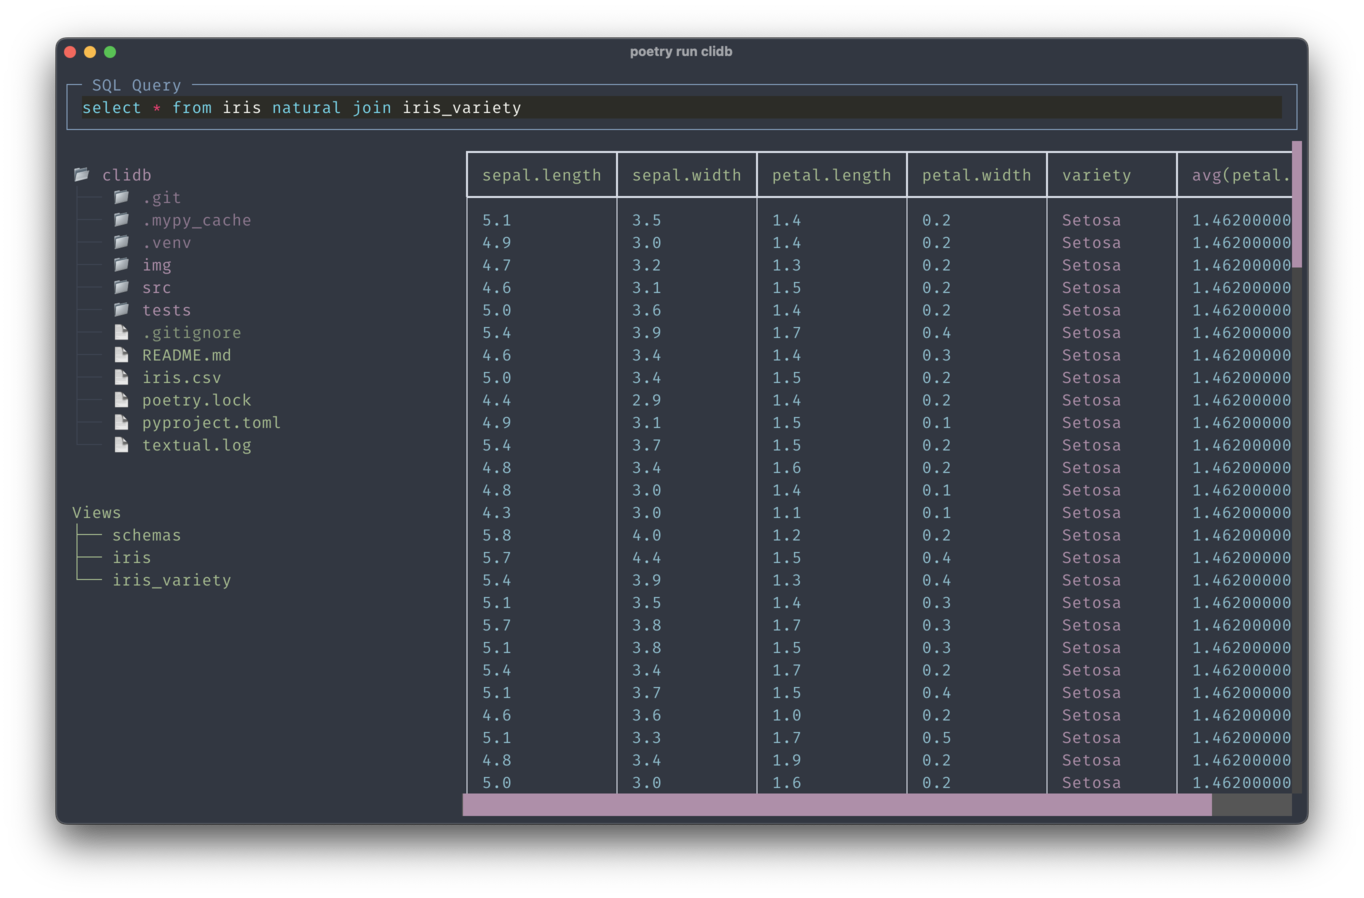 poetry run clidb
SQL Query
select * from iris natural join iris_variety
clidb
.git
.mypy_cache
.venv
img
src
tests
.gitignore
README.md
iris.csv
poetry.lock
pyproject.toml
textual.log
Views
schemas
iris
iris_variety
sepal.length sepal.width petal.length petal.width variety avg(petal.
5.1 3.5 1.4 0.2 Setosa 1.46200000
4.9 3.0 1.4 0.2 Setosa 1.46200000
4.7 3.2 1.3 0.2 Setosa 1.46200000
4.6 3.1 1.5 0.2 Setosa 1.46200000
5.0 3.6 1.4 0.2 Setosa 1.46200000
5.4 3.9 1.7 0.4 Setosa 1.46200000
4.6 3.4 1.4 0.3 Setosa 1.46200000
5.0 3.4 1.5 0.2 Setosa 1.46200000
4.4 2.9 1.4 0.2 Setosa 1.46200000
4.9 3.1 1.5 0.1 Setosa 1.46200000
5.4 3.7 1.5 0.2 Setosa 1.46200000
4.8 3.4 1.6 0.2 Setosa 1.46200000
4.8 3.0 1.4 0.1 Setosa 1.46200000
4.3 3.0 1.1 0.1 Setosa 1.46200000
5.8 4.0 1.2 0.2 Setosa 1.46200000
5.7 4.4 1.5 0.4 Setosa 1.46200000
5.4 3.9 1.3 0.4 Setosa 1.46200000
5.1 3.5 1.4 0.3 Setosa 1.46200000
5.7 3.8 1.7 0.3 Setosa 1.46200000
5.1 3.8 1.5 0.3 Setosa 1.46200000
5.4 3.4 1.7 0.2 Setosa 1.46200000
5.1 3.7 1.5 0.4 Setosa 1.46200000
4.6 3.6 1.0 0.2 Setosa 1.46200000
5.1 3.3 1.7 0.5 Setosa 1.46200000
4.8 3.4 1.9 0.2 Setosa 1.46200000
5.0 3.0 1.6 0.2 Setosa 1.46200000